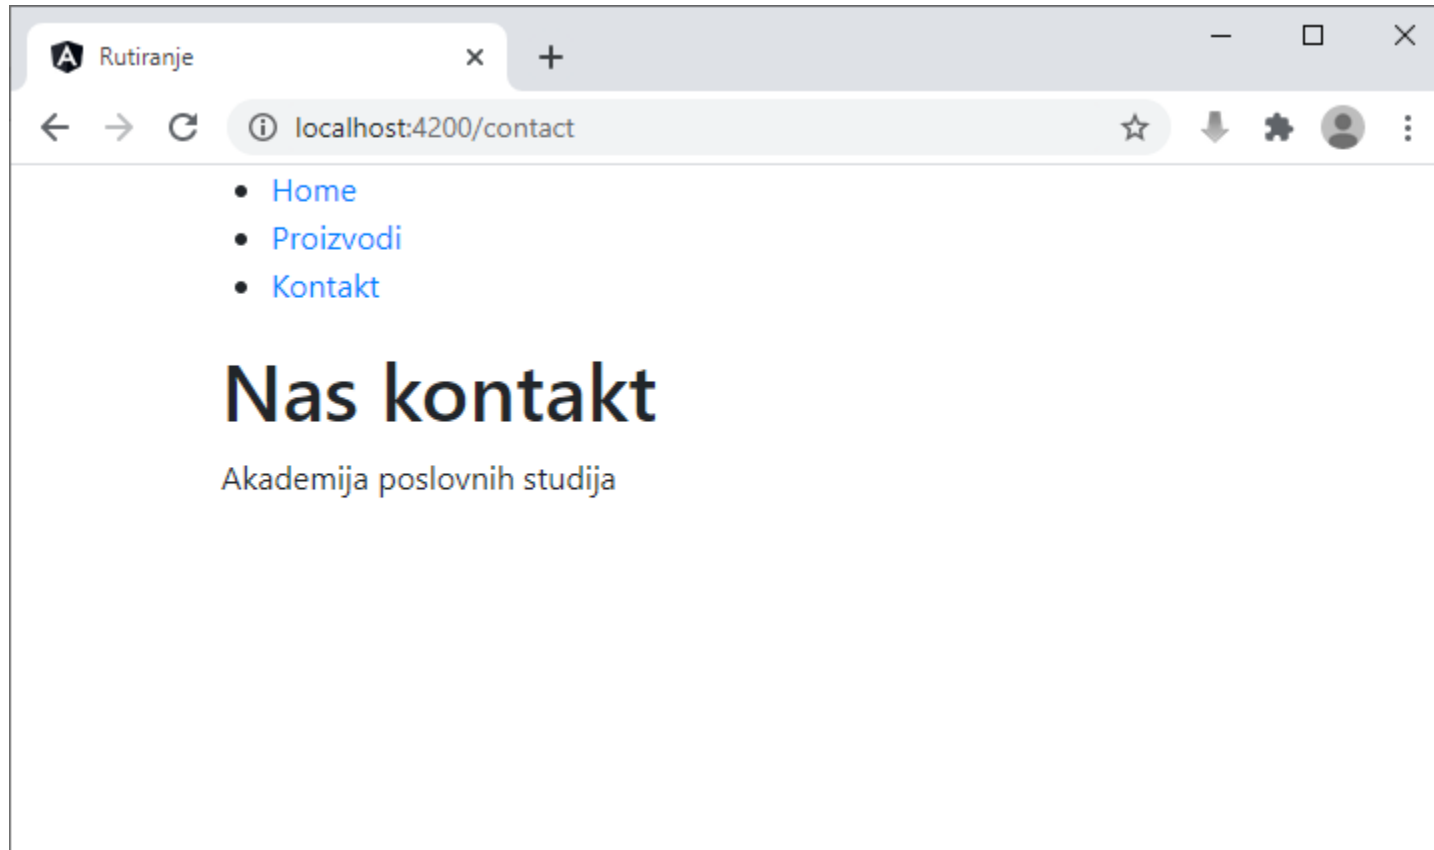 Rutiranje
localhost:4200/contact
Home
Proizvodi
Kontakt
Nas kontakt
Akademija poslovnih studija